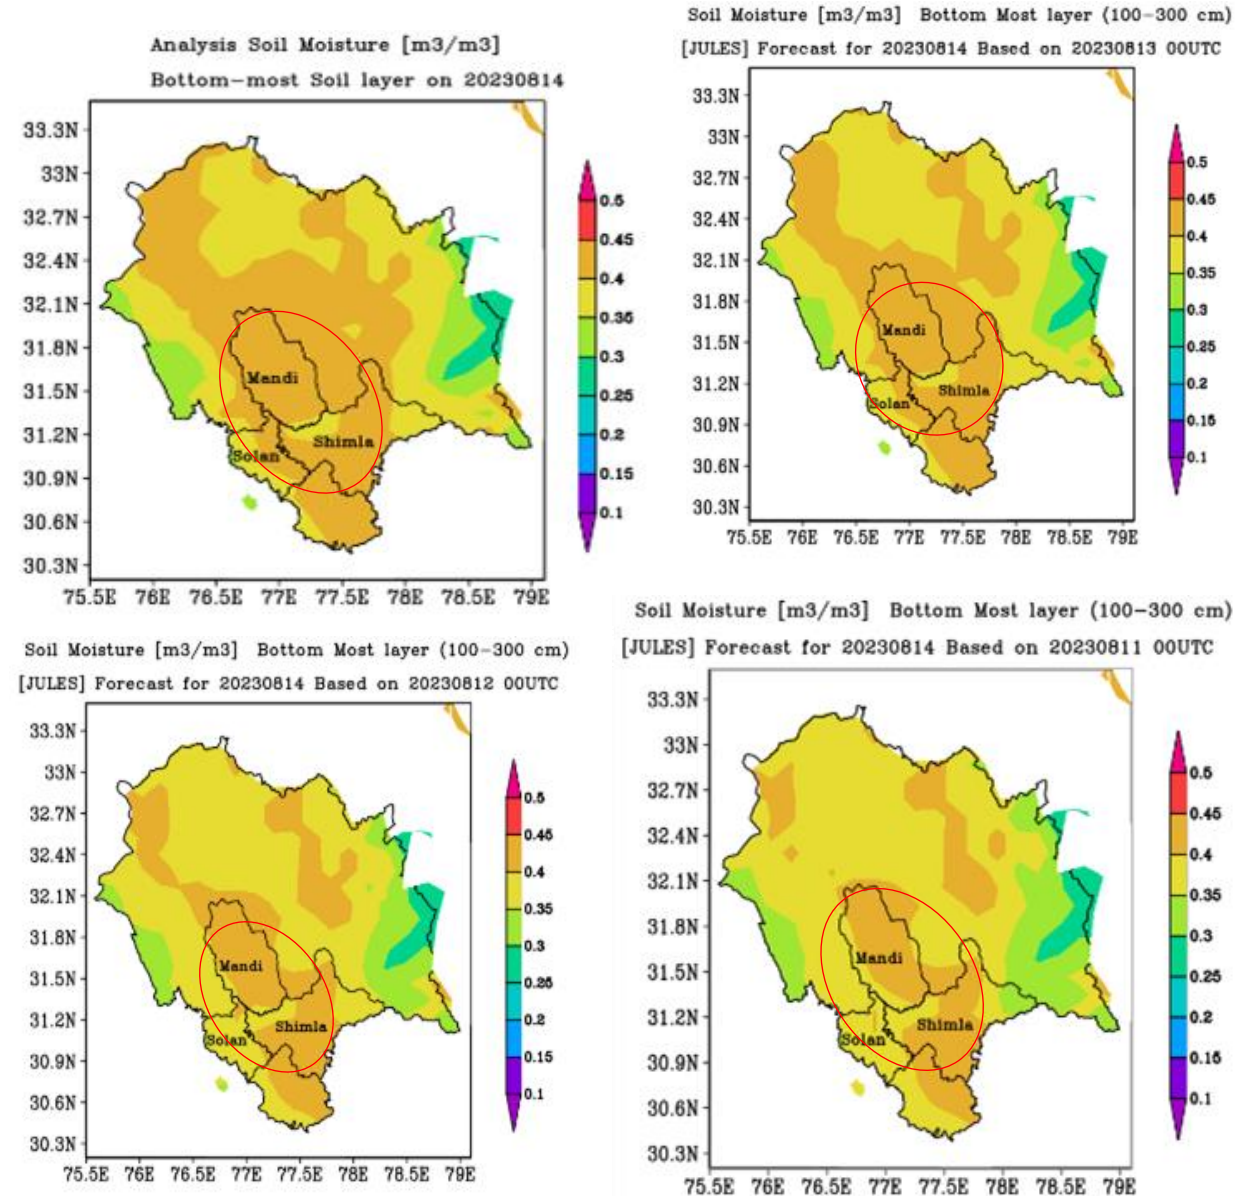 Analysis Soil Moisture [m3/m3]
Bottom-most Soil layer on 20230814
33.3N
33N
32.7N
32.4N
32.1N
31.8N
31.5N
31.2N
30.9N
30.6N
30.3N
75.5E 76E 76.5E 77E 77.5E 78E 78.5E 79E
Mandi
Shimla
Solan
0.5
0.45
0.4
0.35
0.3
0.25
0.2
0.15
0.1
Soil Moisture [m3/m3] Bottom Most layer (100-300 cm)
[JULES] Forecast for 20230814 Based on 20230813 00UTC
33.3N
33N
32.7N
32.4N
32.1N
31.8N
31.5N
31.2N
30.9N
30.6N
30.3N
75.5E 76E 76.5E 77E 77.5E 78E 78.5E 79E
Mandi
Shimla
Solan
0.5
0.45
0.4
0.35
0.3
0.25
0.2
0.15
0.1
Soil Moisture [m3/m3] Bottom Most layer (100-300 cm)
[JULES] Forecast for 20230814 Based on 20230812 00UTC
33.3N
33N
32.7N
32.4N
32.1N
31.8N
31.5N
31.2N
30.9N
30.6N
30.3N
75.5E 76E 76.5E 77E 77.5E 78E 78.5E 79E
Mandi
Shimla
Solan
0.5
0.45
0.4
0.35
0.3
0.25
0.2
0.15
0.1
Soil Moisture [m3/m3] Bottom Most layer (100-300 cm)
[JULES] Forecast for 20230814 Based on 20230811 00UTC
33.3N
33N
32.7N
32.4N
32.1N
31.8N
31.5N
31.2N
30.9N
30.6N
30.3N
75.5E 76E 76.5E 77E 77.5E 78E 78.5E 79E
Mandi
Shimla
Solan
0.5
0.45
0.4
0.35
0.3
0.25
0.2
0.15
0.1